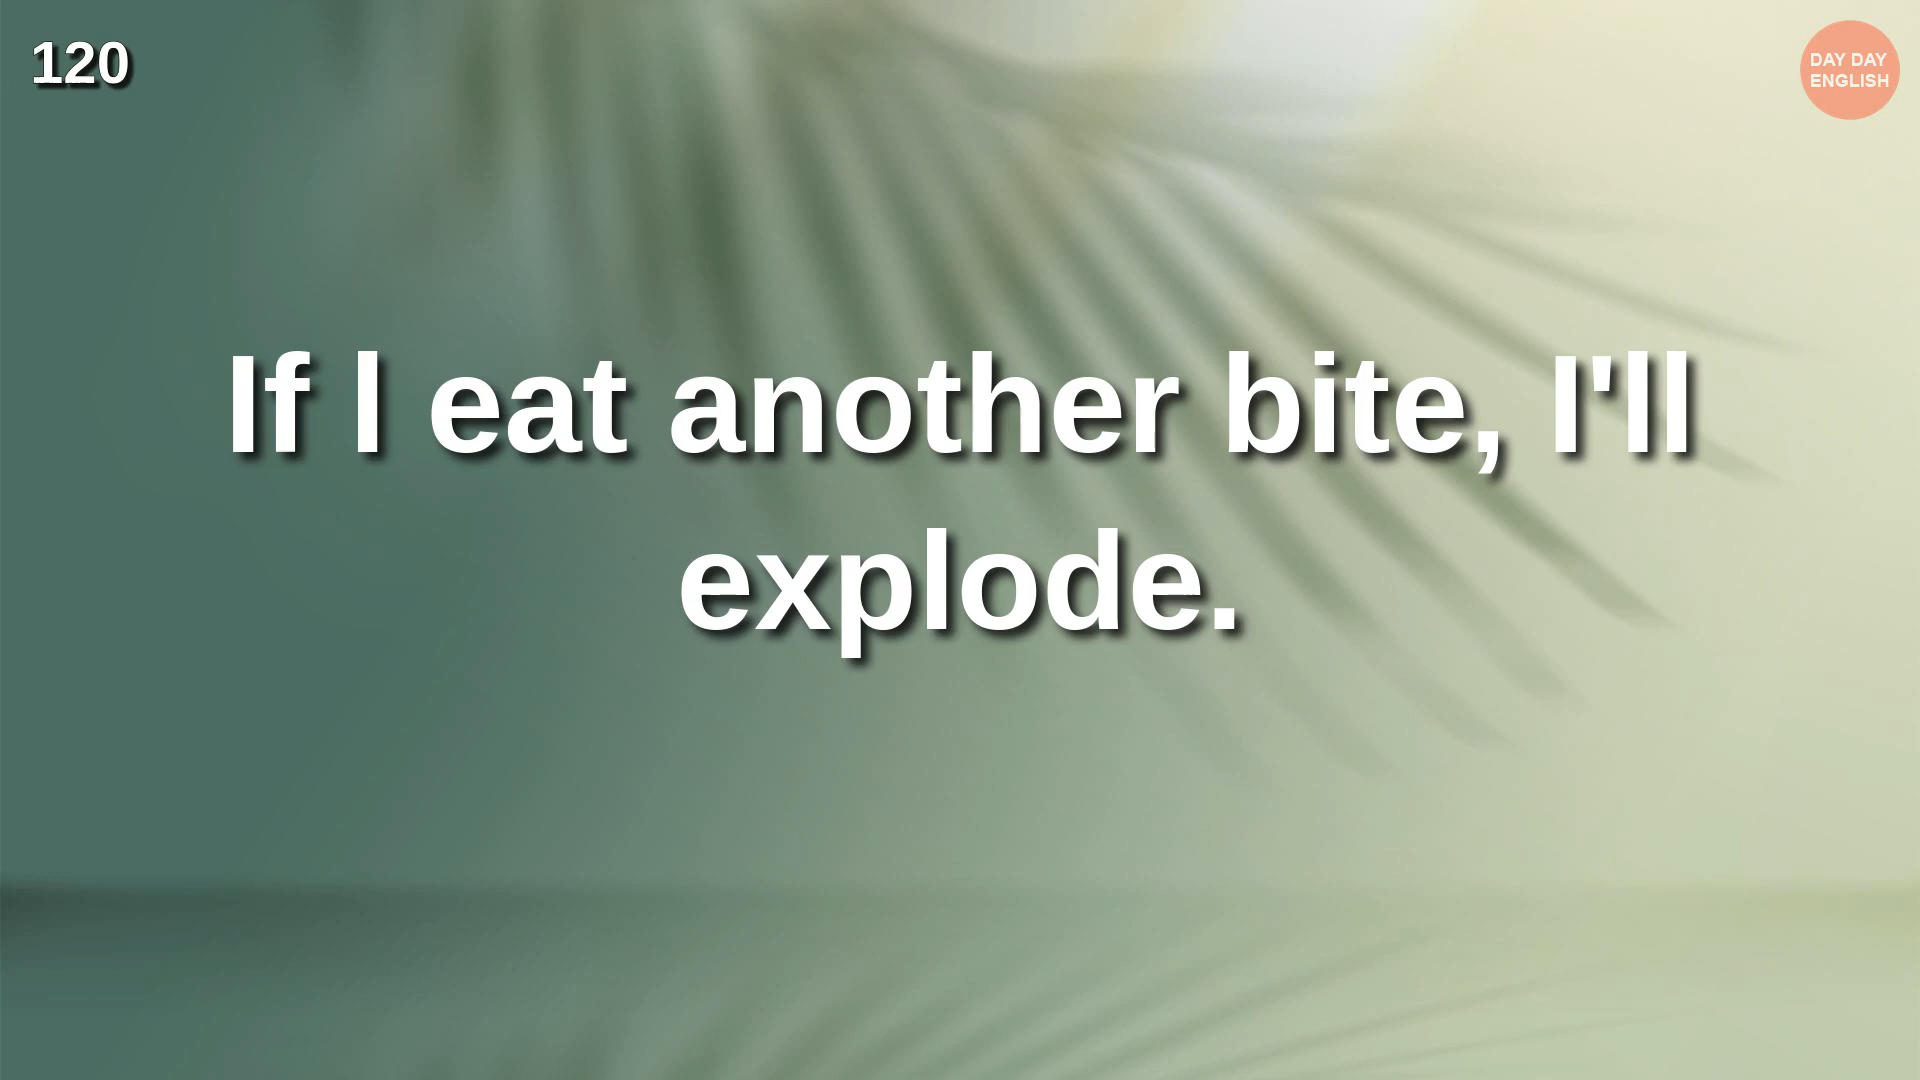 120
DAY DAY
ENGLISH
If I eat another bite, I'll
explode.